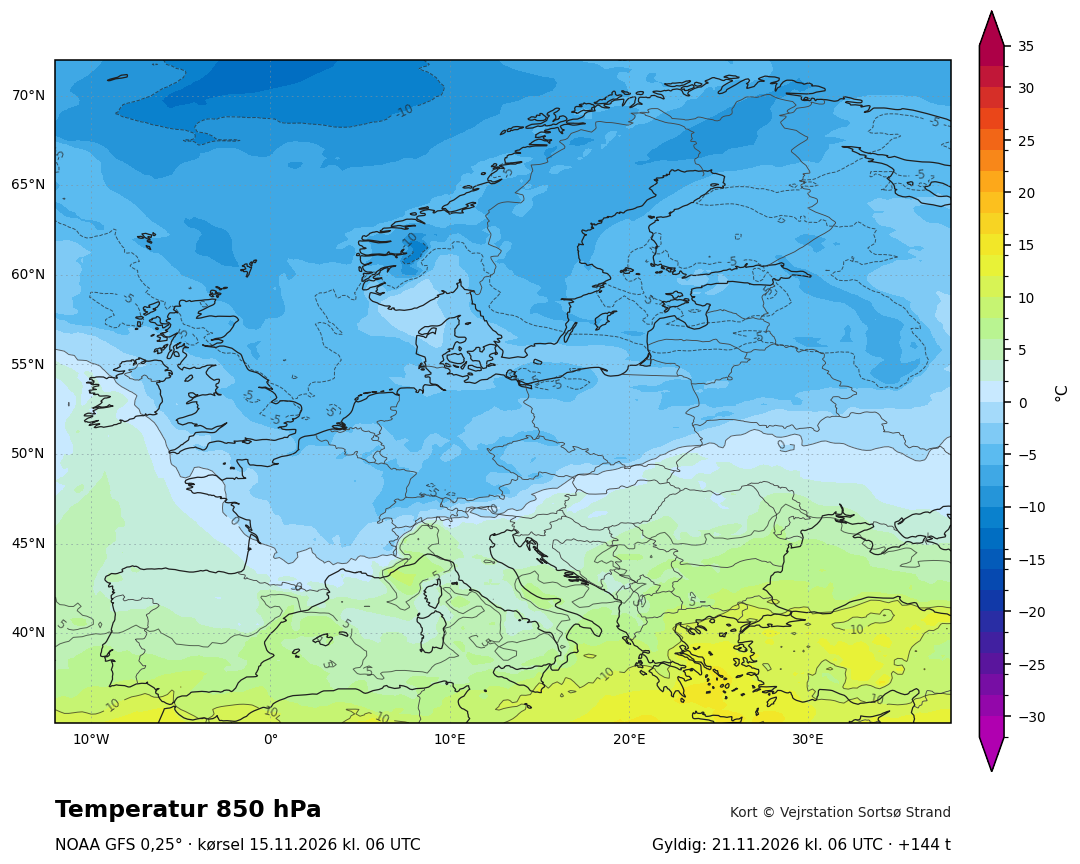 70°N
65°N
60°N
55°N
50°N
45°N
40°N
10°W
0°
10°E
20°E
30°E
35
30
25
20
15
10
5
0
−5
−10
−15
−20
−25
−30
°C
Temperatur 850 hPa
Kort © Vejrstation Sortsø Strand
NOAA GFS 0,25° · kørsel 15.11.2026 kl. 06 UTC
Gyldig: 21.11.2026 kl. 06 UTC · +144 t